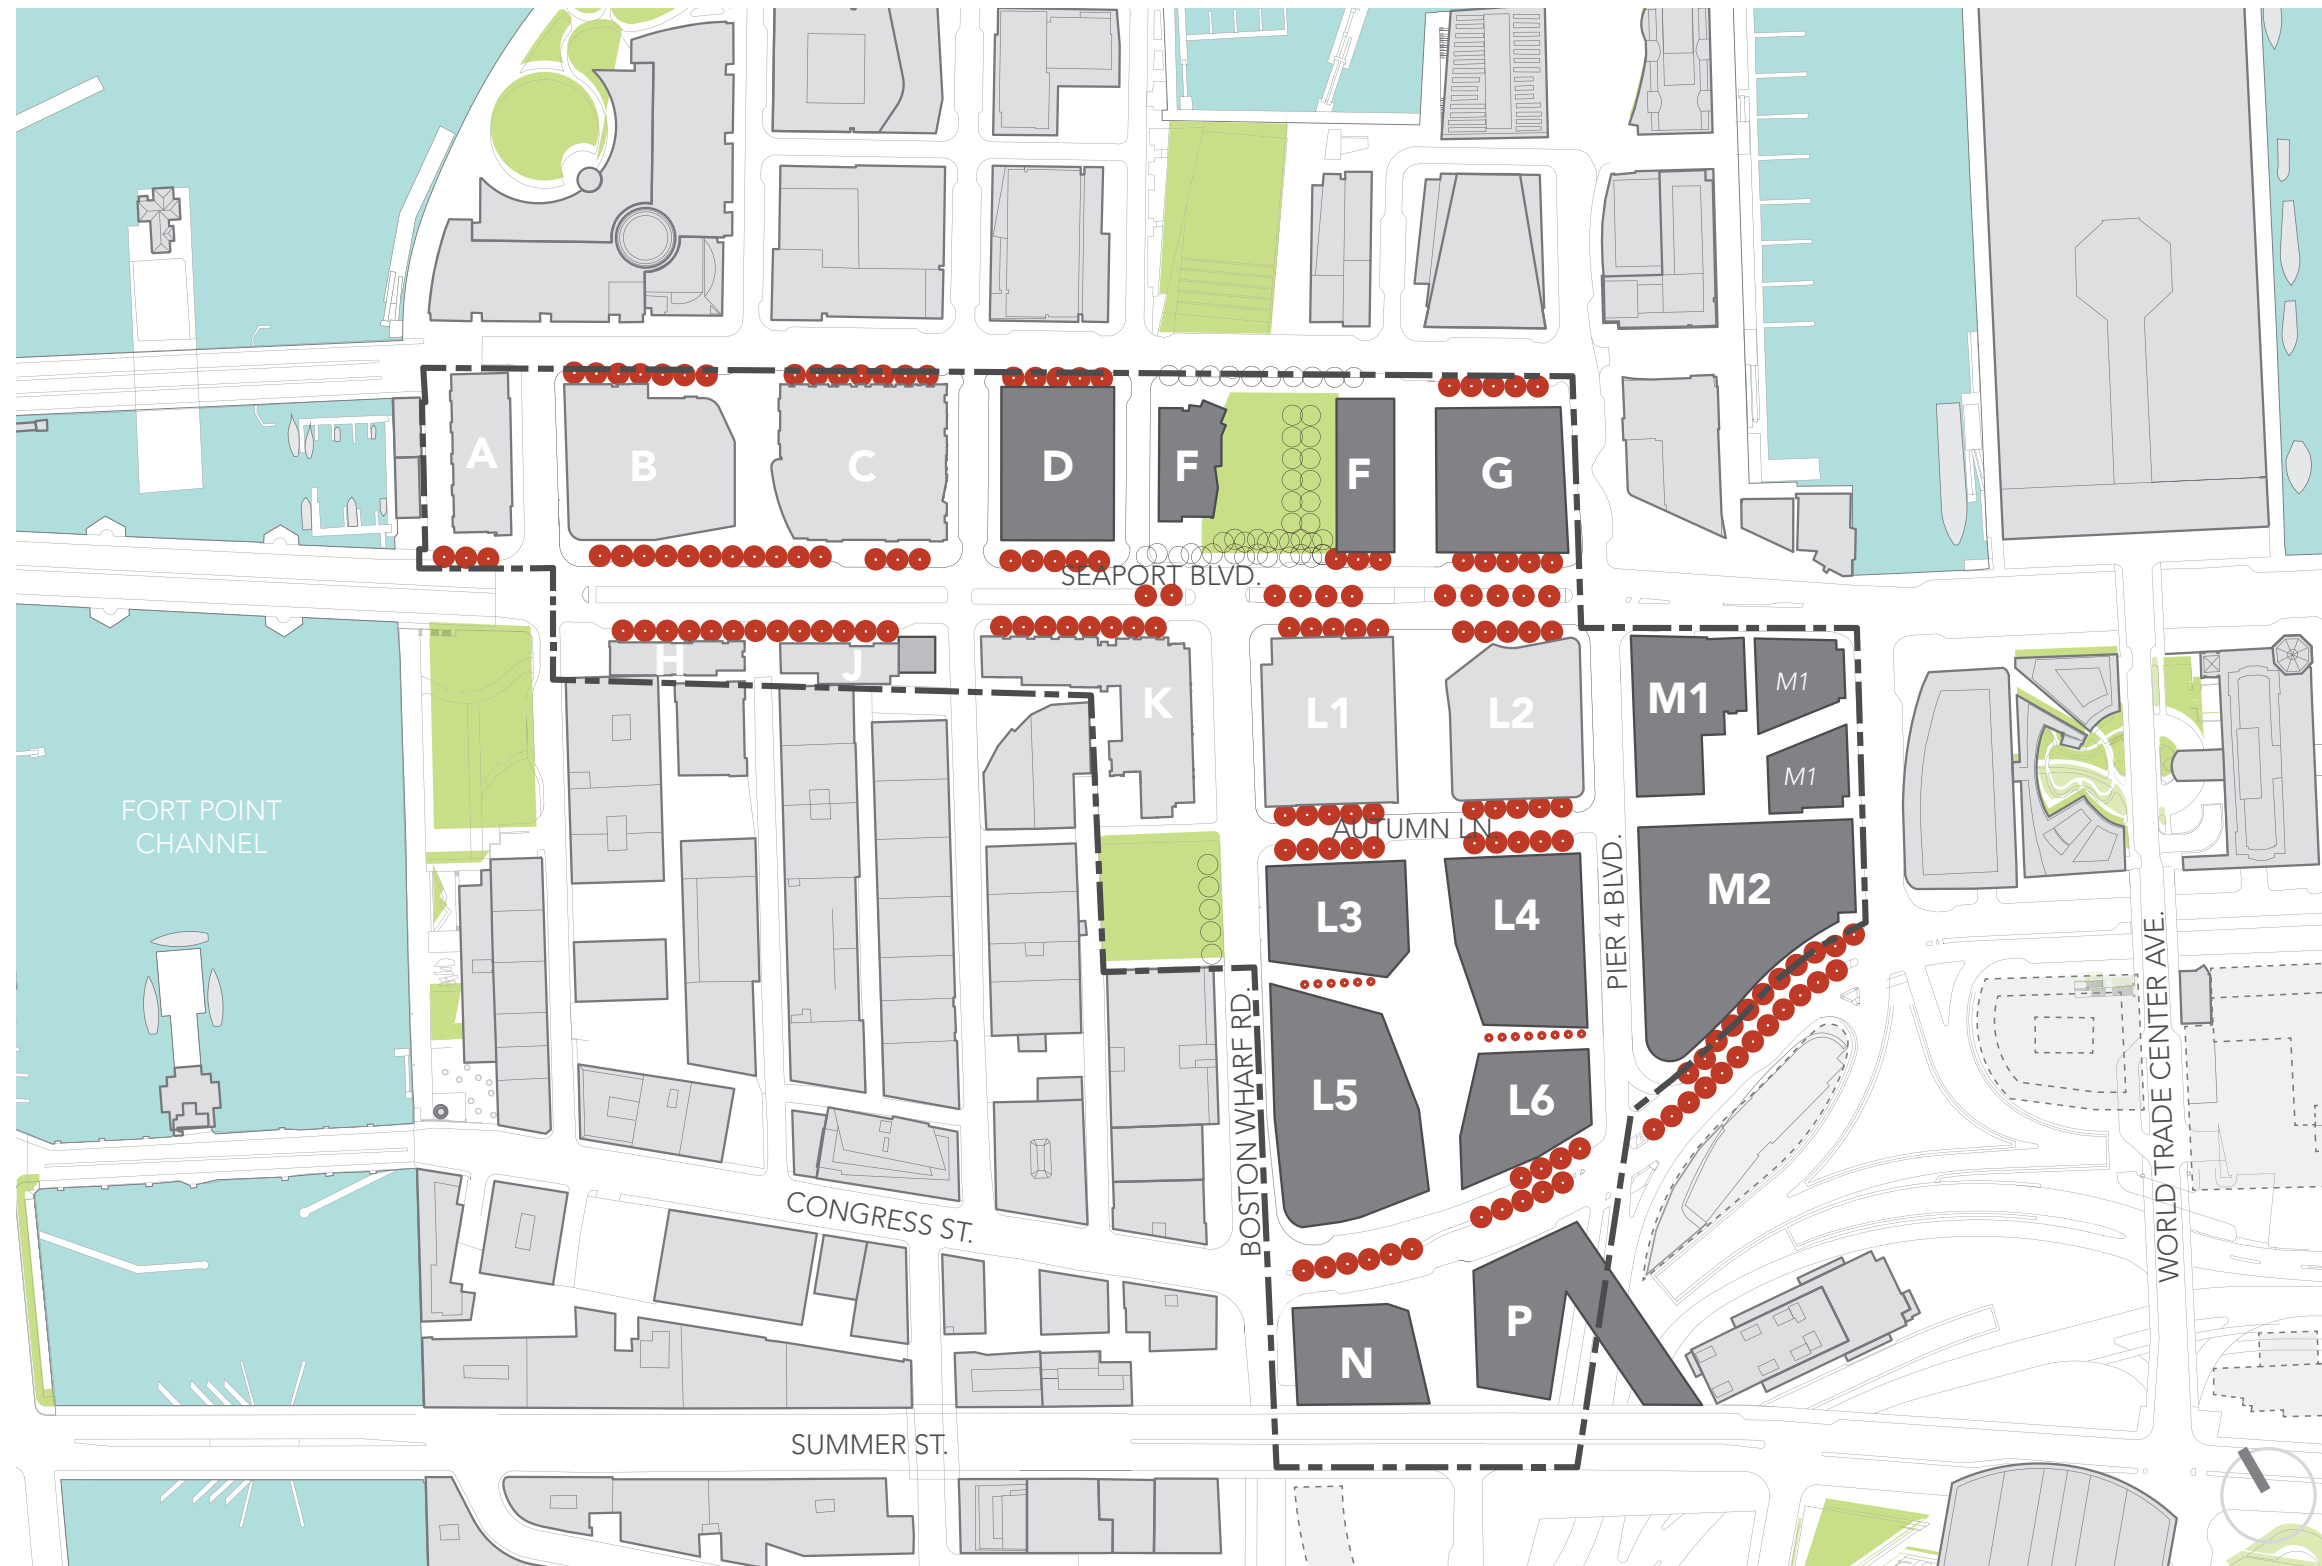 A
B
C
D
F
F
G
SEAPORT BLVD.
H
J
K
L1
L2
M1
M1
M1
FORT POINT
CHANNEL
AUTUMN LN.
PIER 4 BLVD.
M2
L3
L4
WORLD TRADE CENTER AVE.
BOSTON WHARF RD.
L5
L6
CONGRESS ST.
P
N
SUMMER ST.